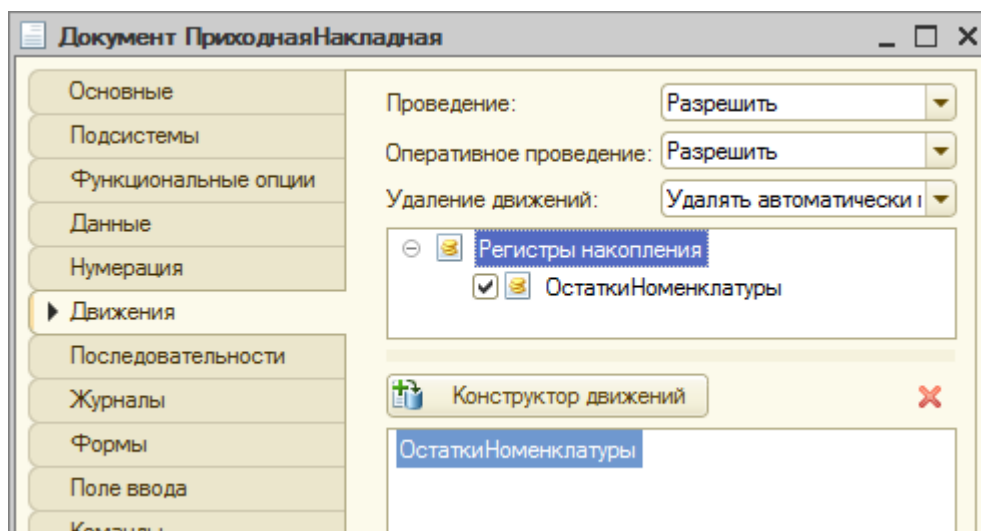 Документ ПриходнаяНакладная
Основные
Подсистемы
Функциональные опции
Данные
Нумерация
Движения
Последовательности
Журналы
Формы
Поле ввода
Команды
Проведение: Разрешить
Оперативное проведение: Разрешить
Удаление движений: Удалять автоматически
Регистры накопления
ОстаткиНоменклатуры
Конструктор движений
ОстаткиНоменклатуры